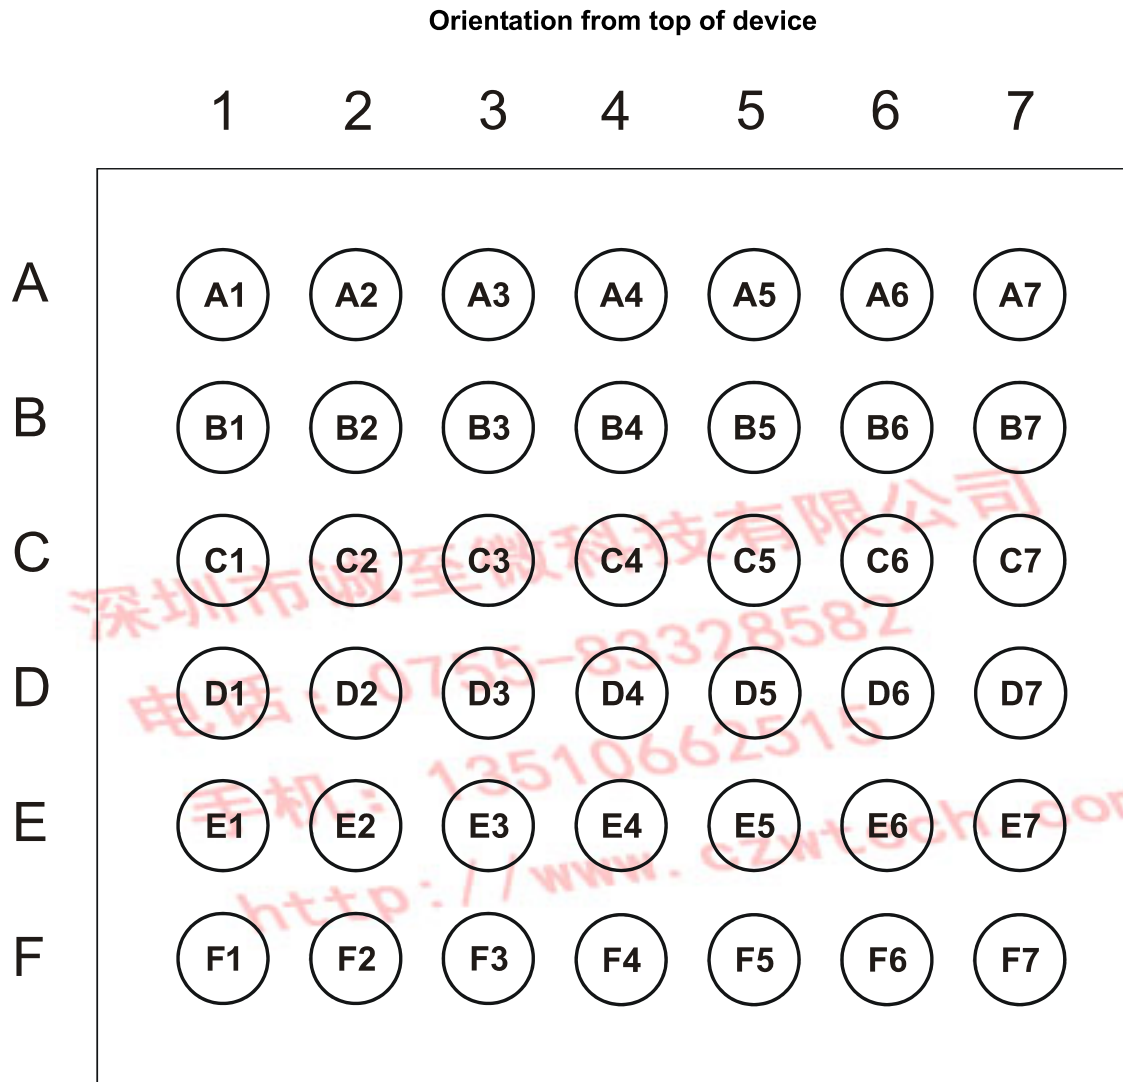 Orientation from top of device
1 2 3 4 5 6 7
A A1 A2 A3 A4 A5 A6 A7
B B1 B2 B3 B4 B5 B6 B7
C C1 C2 C3 C4 C5 C6 C7
D D1 D2 D3 D4 D5 D6 D7
E E1 E2 E3 E4 E5 E6 E7
F F1 F2 F3 F4 F5 F6 F7
深圳市诚至微科技有限公司
电话：0755-83328582
手机：13510662515
http://www.czwtech.com